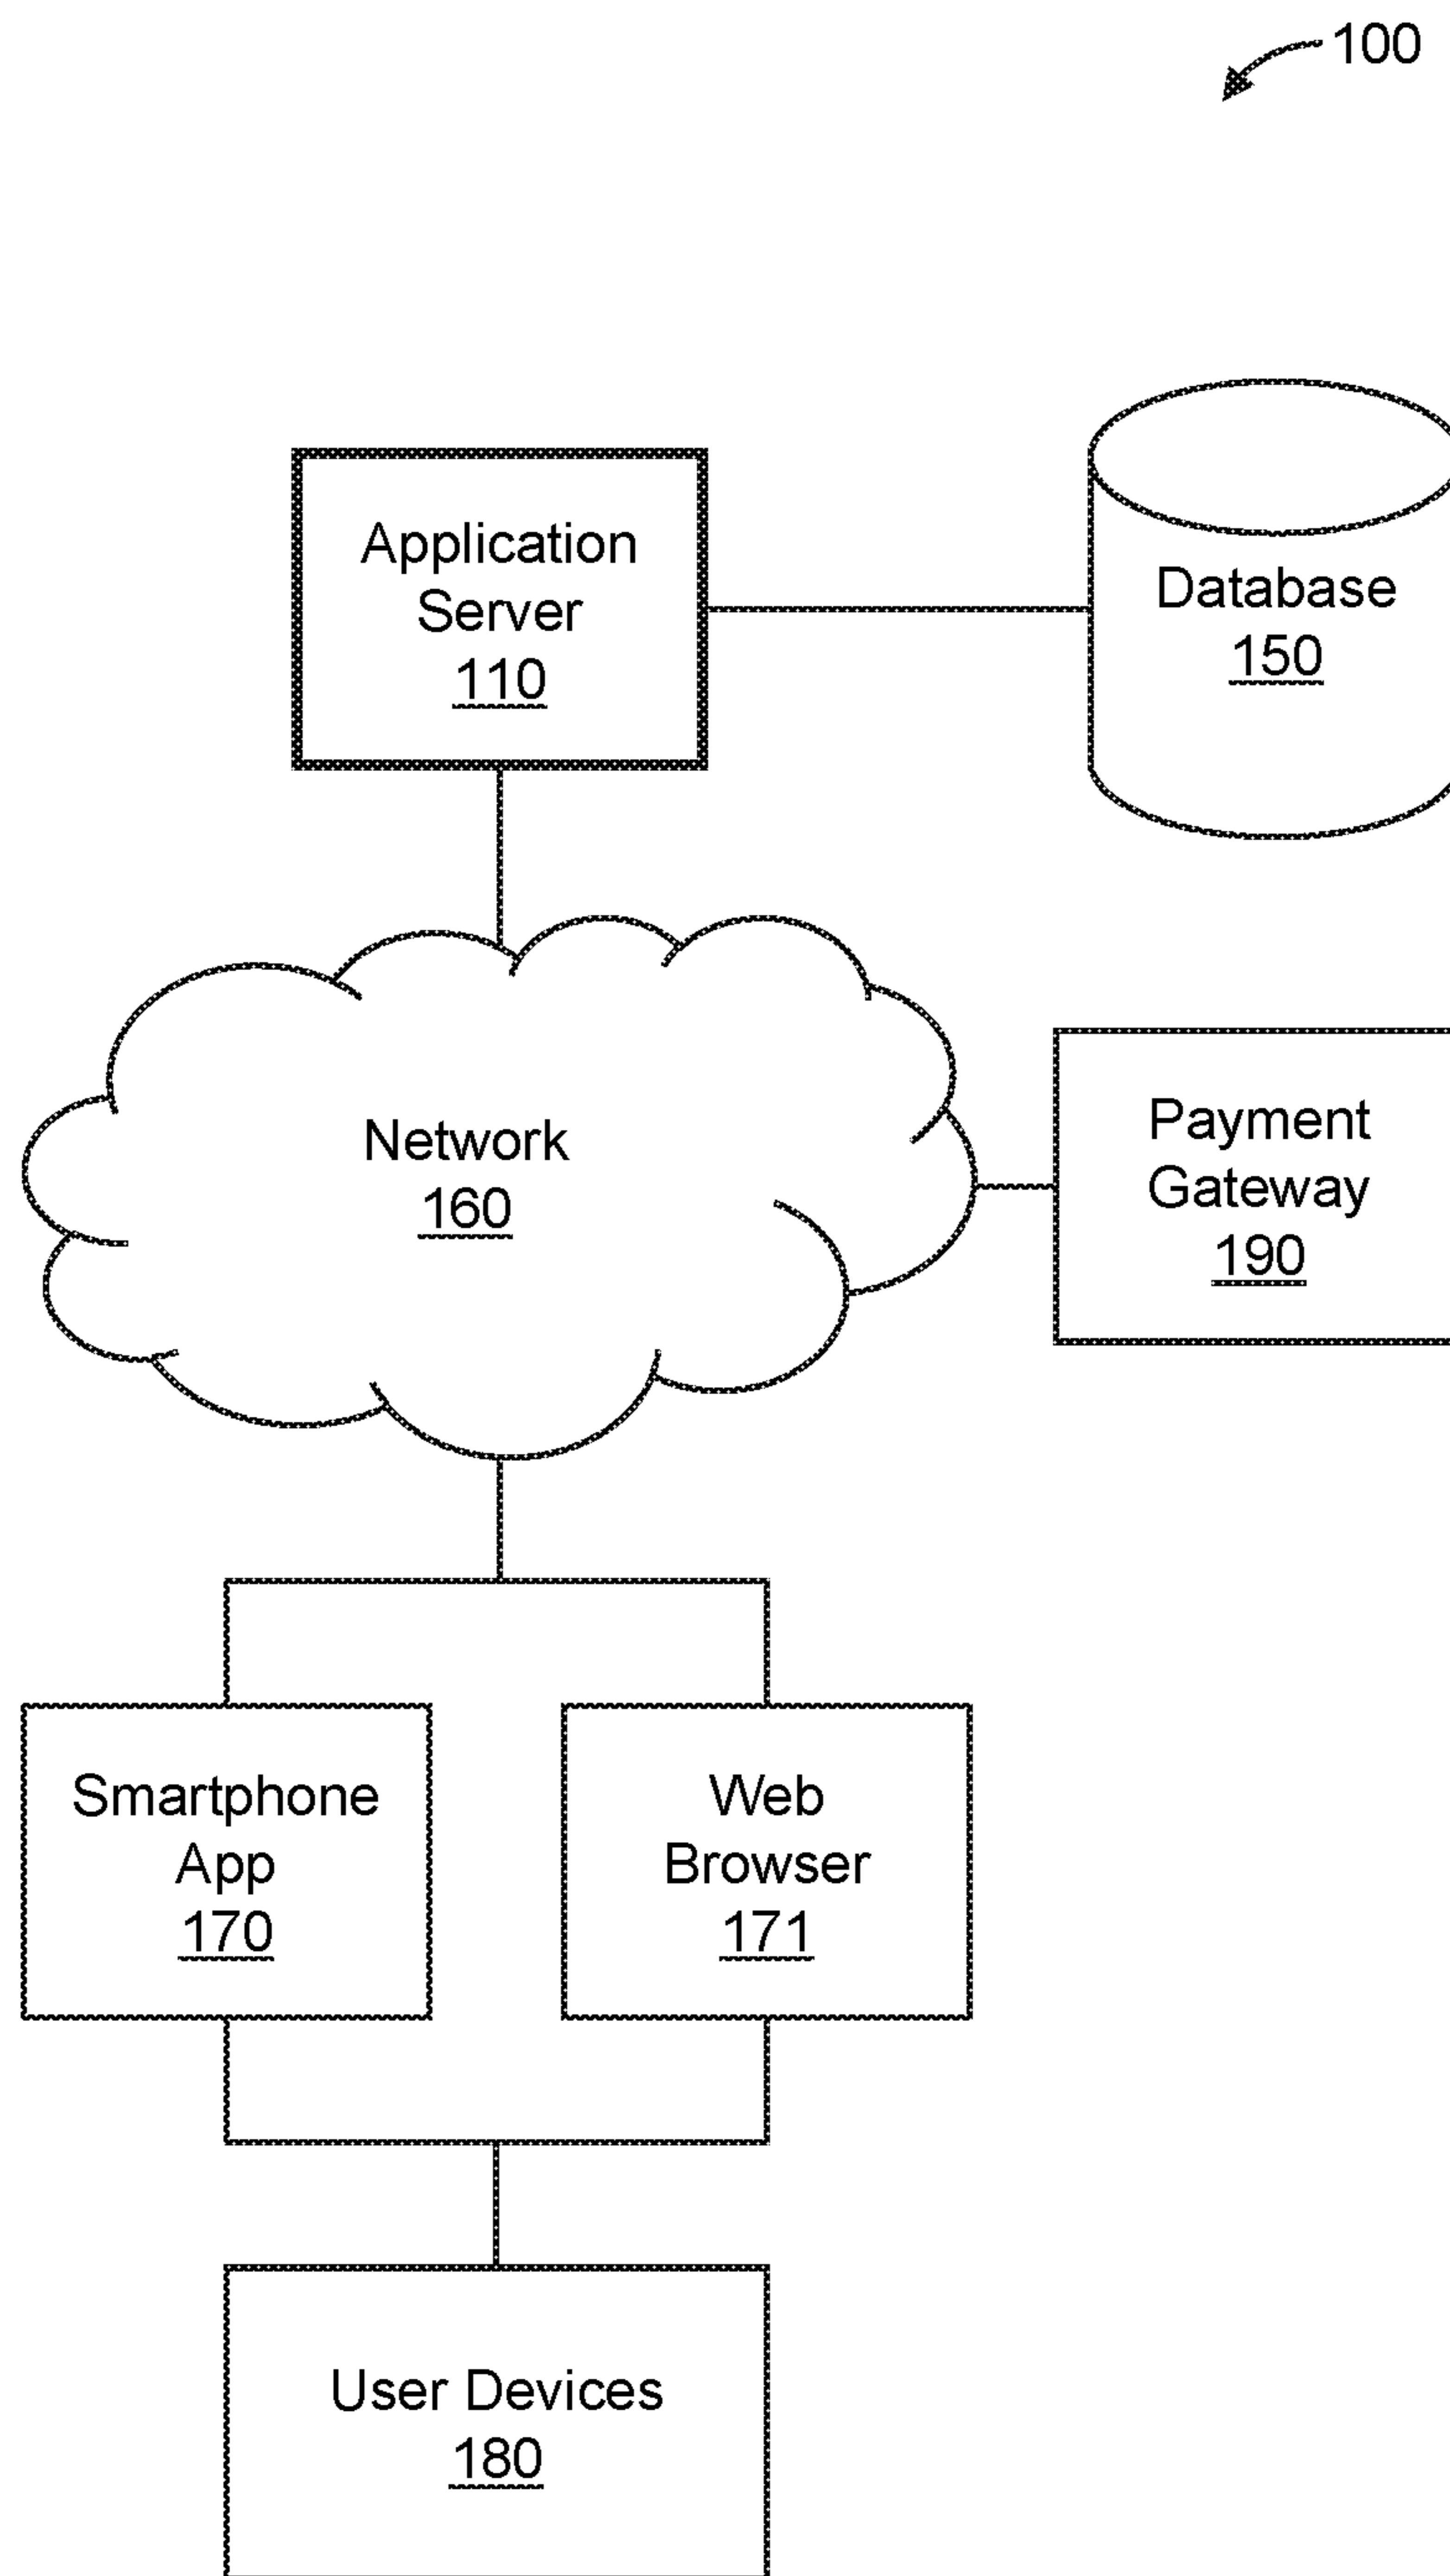 100
Application
Server
110
Database
150
Network
160
Payment
Gateway
190
Smartphone
App
170
Web
Browser
171
User Devices
180